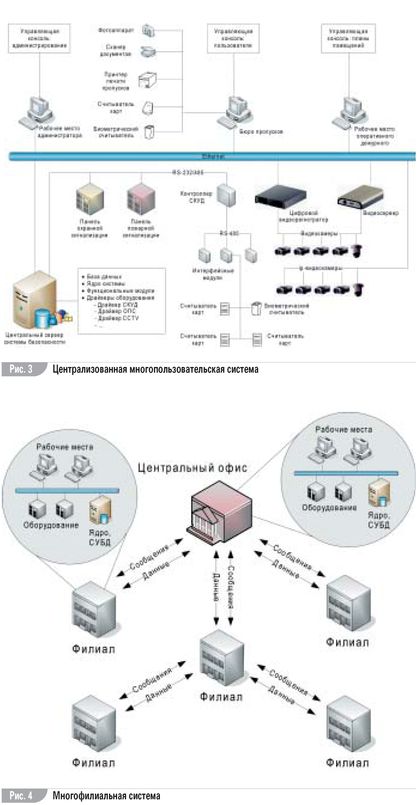 Управляющая
консоль:
администрирование
Фотоаппарат
Сканер
документов
Принтер
печати
пропусков
Считыватель
карт
Биометрический
считыватель
Управляющая
консоль
пользователя
Управляющая
консоль: планы
помещений
Рабочее место
администратора
Бюро пропусков
Рабочее место
оперативного
дежурного
Ethernet
RS-232/485
Панель
охранной
сигнализации
Панель
пожарной
сигнализации
Контроллер
СКУД
Цифровой
видеорегистратор
Видеосервер
RS-485
Видеокамеры
Интерфейсные
модули
ip-видеокамеры
Центральный сервер
системы безопасности
• База данных
• Ядро системы
• Функциональные модули
• Драйверы оборудования
- Драйвер СКУД
- Драйвер ОПС
- Драйвер CCTV
- ...
Считыватель
карт
Биометрический
считыватель
Считыватель
карт
Считыватель
карт
Рис. 3 Централизованная многопользовательская система
Рабочие места
Оборудование
Ядро,
СУБД
Центральный офис
Рабочие места
Оборудование
Ядро,
СУБД
Сообщения
Данные
Данные
Сообщения
Сообщения
Данные
Филиал
Филиал
Филиал
Сообщения
Данные
Сообщения
Данные
Филиал
Филиал
Рис. 4 Многофилиальная система